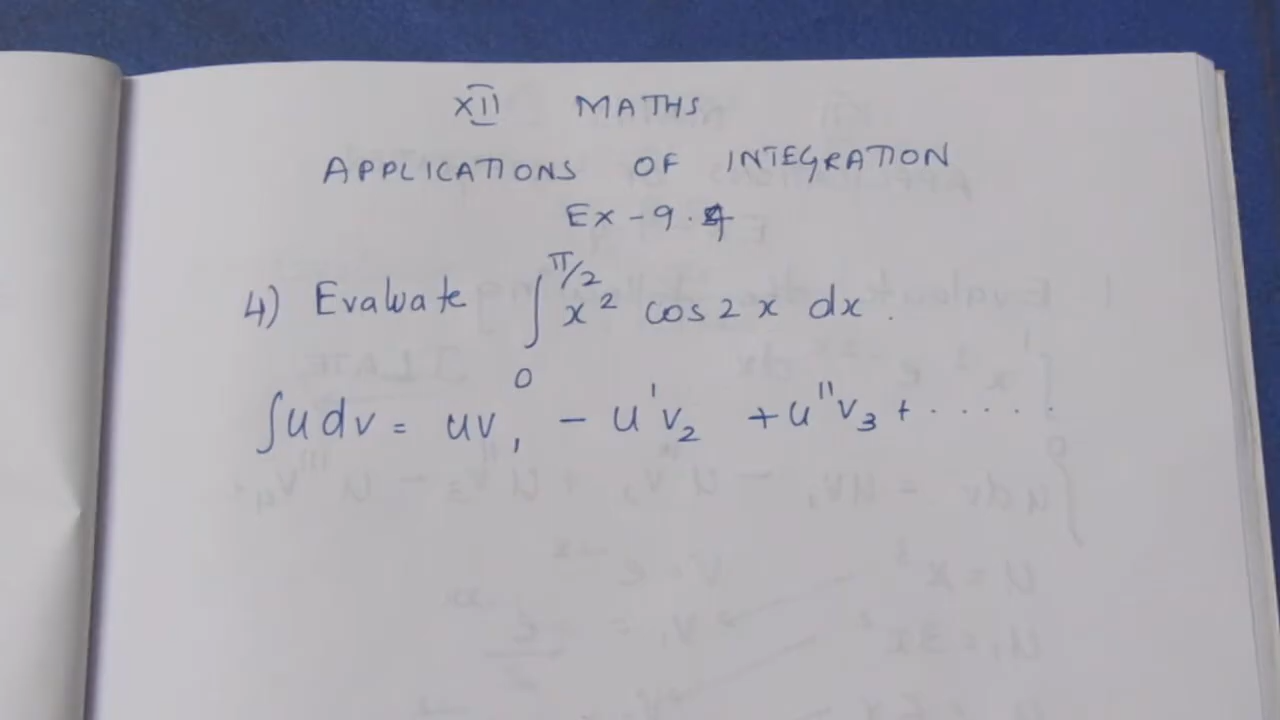 XII MATHS
APPLICATIONS OF INTEGRATION
Ex - 9.4
4) Evaluate ∫₀^(π/2) x² cos 2x dx.
∫u dv = uv₁ - u'v₂ + u''v₃ + .....